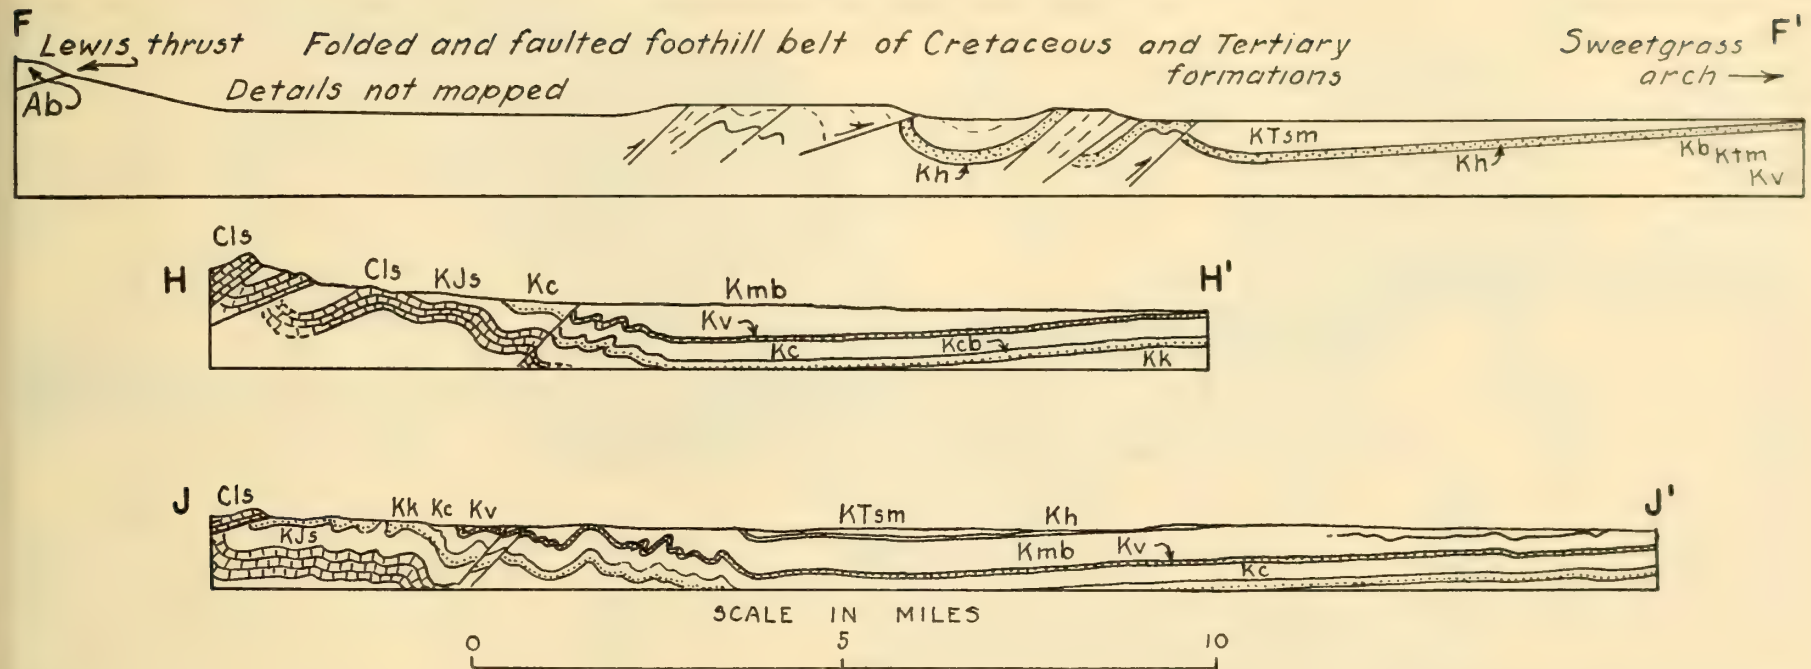 F F'
Lewis thrust Folded and faulted foothill belt of Cretaceous and Tertiary formations
Sweetgrass arch
Ab
Details not mapped
KTsm
Kh
Kh
Kb Ktm
Kv
Cls
H Cls KJs Kc Kmb H'
Kv
Kc
Kcb
Kk
J Cls Kk Kc Kv KTsm Kh J'
KJs
Kmb Kv
Kc
SCALE IN MILES
0 5 10